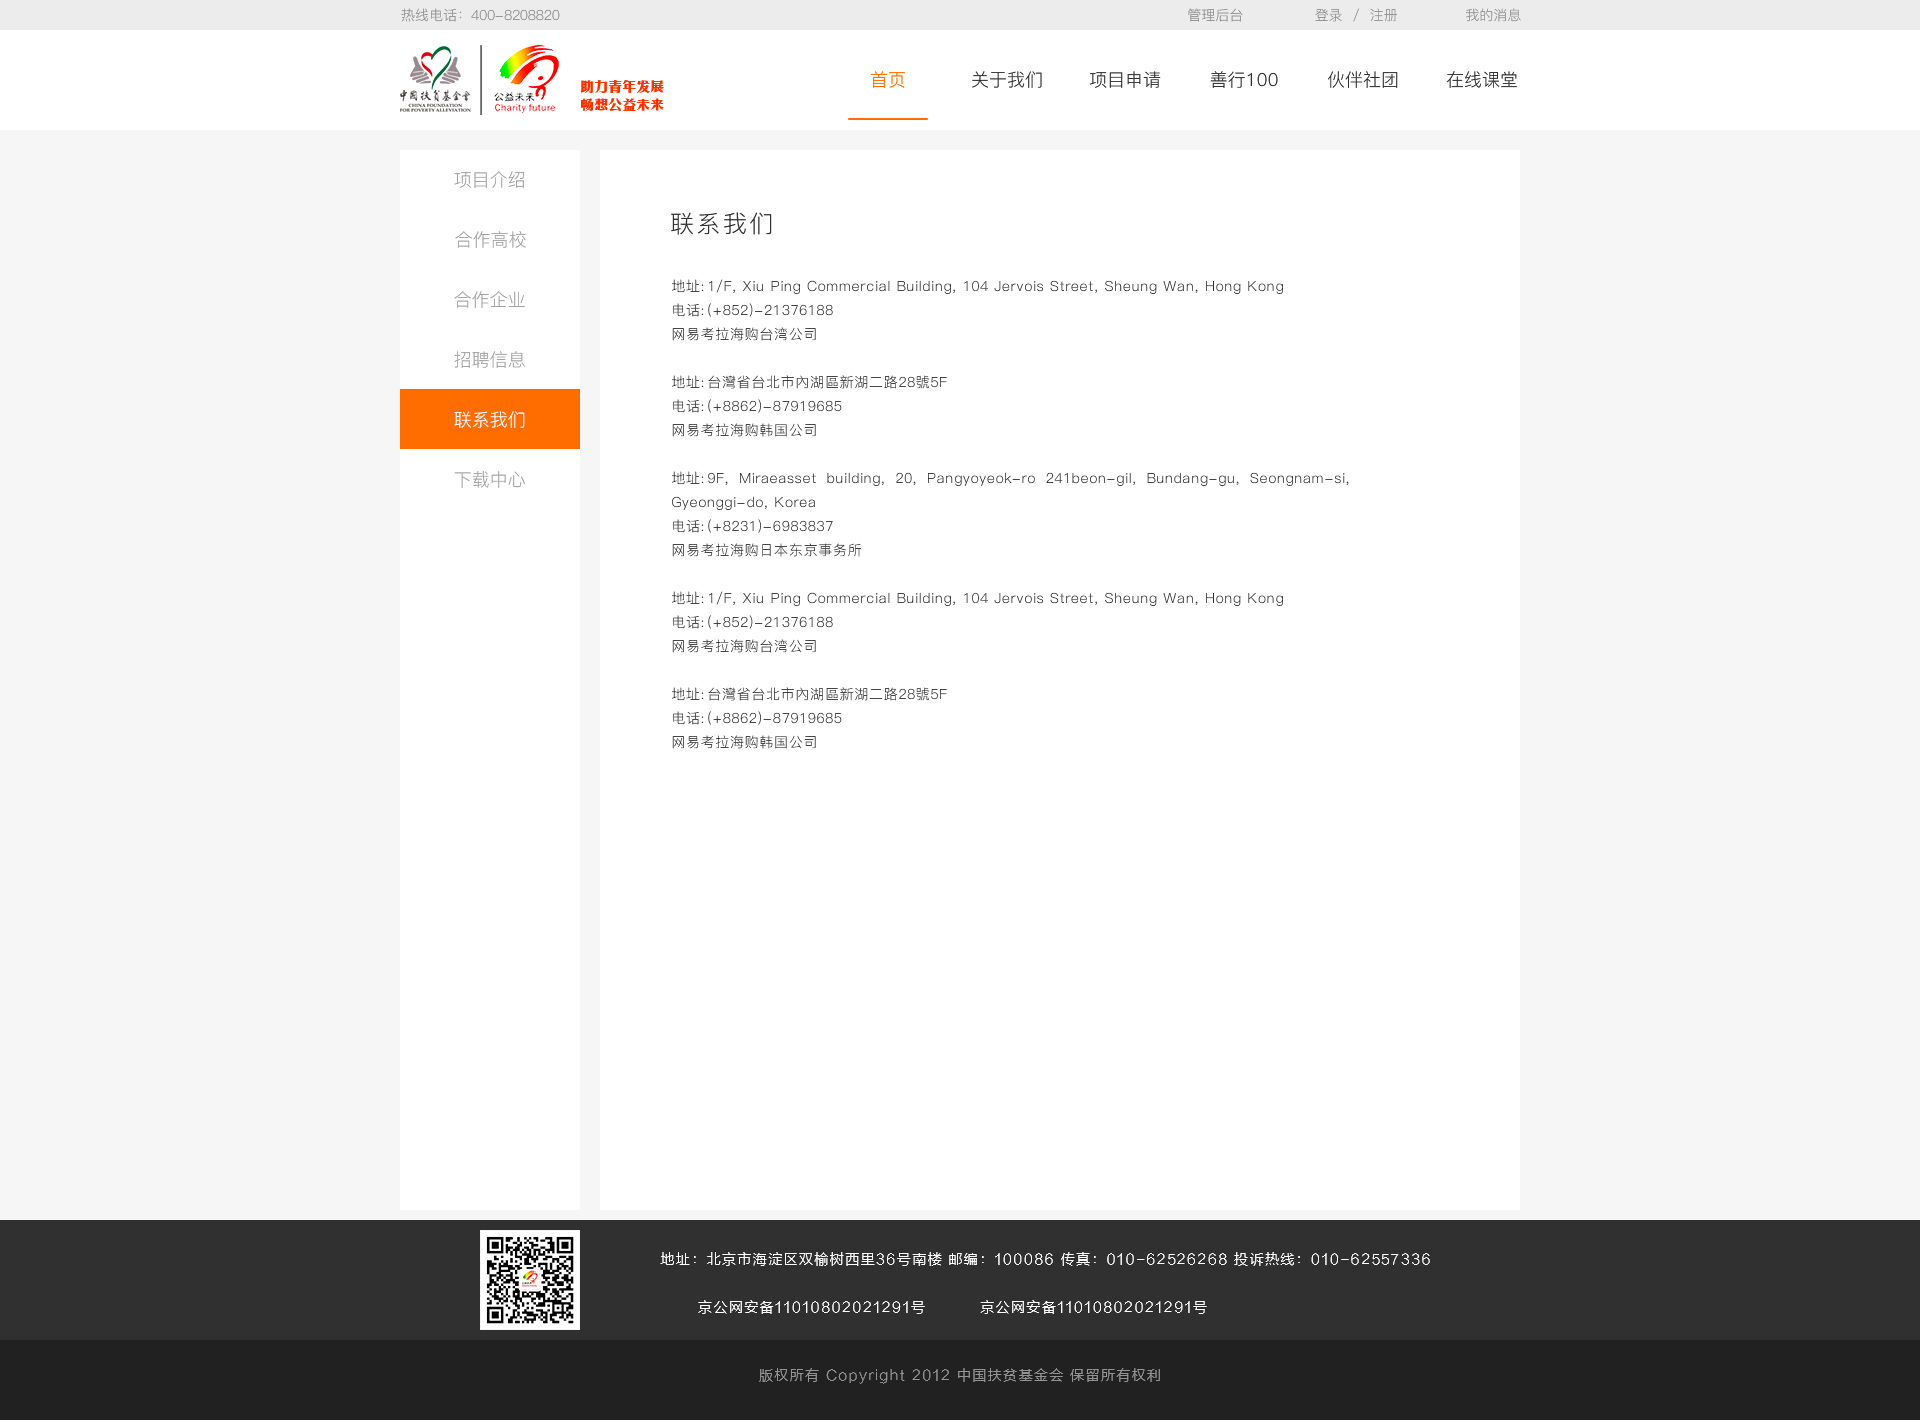 热线电话：400-8208820
管理后台
登录 / 注册
我的消息
中国扶贫基金会
CHINA FOUNDATION
FOR POVERTY ALLEVIATION
公益未来
Charity future
助力青年发展
畅想公益未来
首页
关于我们
项目申请
善行100
伙伴社团
在线课堂
项目介绍
合作高校
合作企业
招聘信息
联系我们
下载中心
联系我们
地址: 1/F, Xiu Ping Commercial Building, 104 Jervois Street, Sheung Wan, Hong Kong
电话: (+852)-21376188
网易考拉海购台湾公司
地址: 台灣省台北市內湖區新湖二路28號5F
电话: (+8862)-87919685
网易考拉海购韩国公司
地址: 9F, Miraeasset building, 20, Pangyoyeok-ro 241beon-gil, Bundang-gu, Seongnam-si,
Gyeonggi-do, Korea
电话: (+8231)-6983837
网易考拉海购日本东京事务所
地址: 1/F, Xiu Ping Commercial Building, 104 Jervois Street, Sheung Wan, Hong Kong
电话: (+852)-21376188
网易考拉海购台湾公司
地址: 台灣省台北市內湖區新湖二路28號5F
电话: (+8862)-87919685
网易考拉海购韩国公司
地址：北京市海淀区双榆树西里36号南楼 邮编：100086 传真：010-62526268 投诉热线：010-62557336
京公网安备11010802021291号
京公网安备11010802021291号
版权所有 Copyright 2012 中国扶贫基金会 保留所有权利